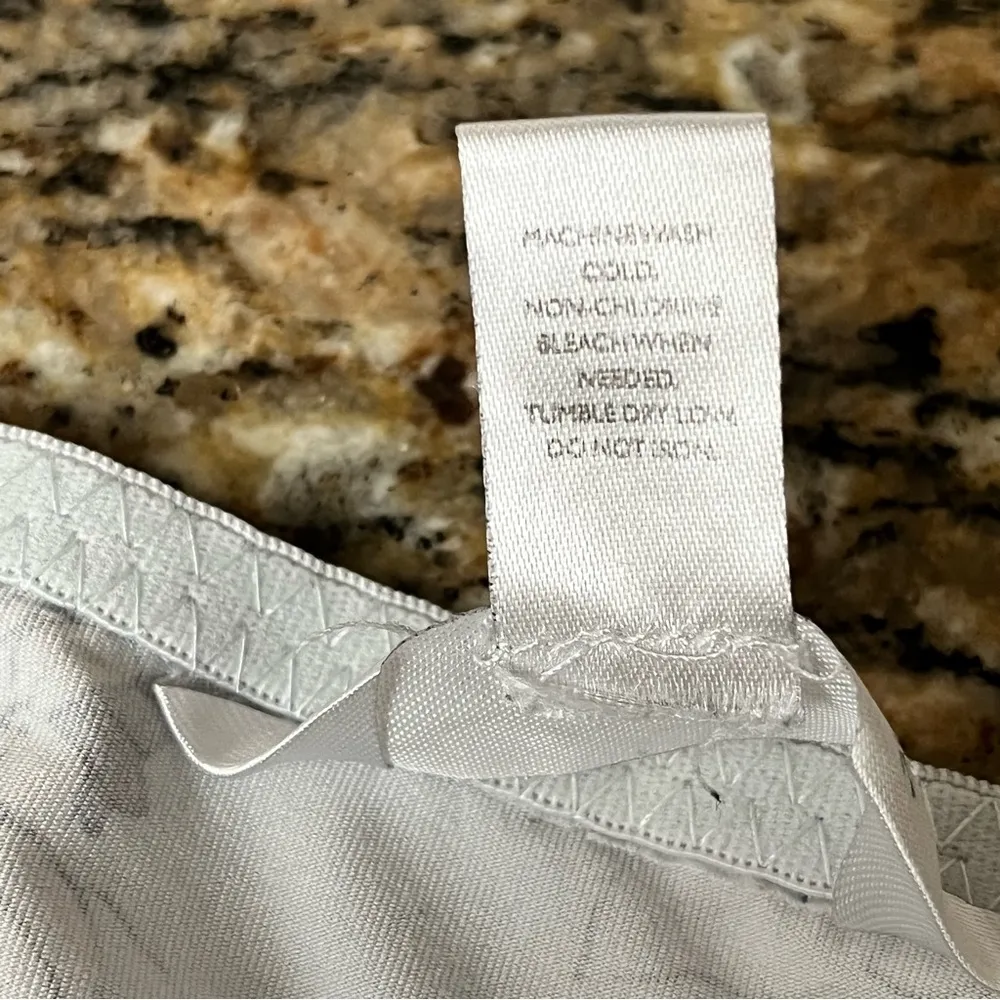 MACHINE WASH
COLD.
NON-CHLORINE
BLEACH WHEN
NEEDED.
TUMBLE DRY LOW.
DO NOT IRON.